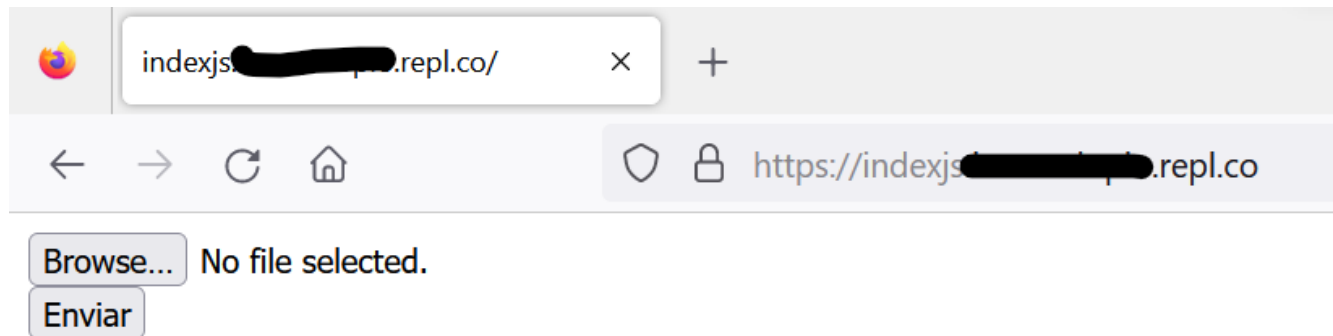 indexjs. .repl.co/
https://indexjs .repl.co
Browse... No file selected.
Enviar